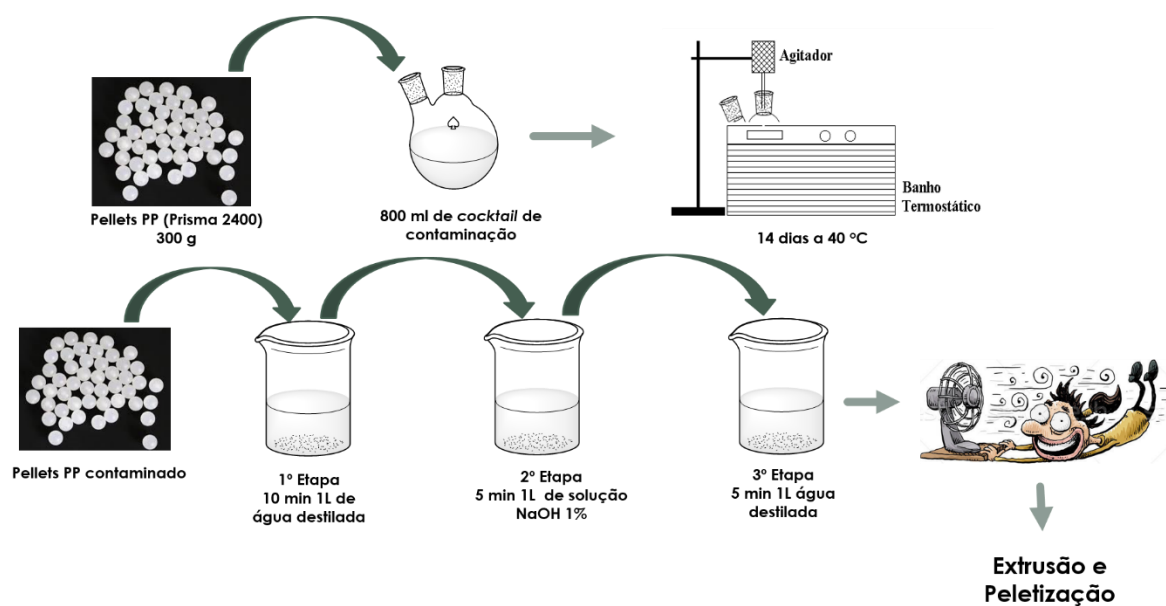 Agitador
Banho
Termostático
Pellets PP (Prisma 2400)
300 g
800 ml de cocktail de
contaminação
14 dias a 40 ºC
Pellets PP contaminado
1º Etapa
10 min 1L de
água destilada
2º Etapa
5 min 1L de solução
NaOH 1%
3º Etapa
5 min 1L água
destilada
Extrusão e
Peletização